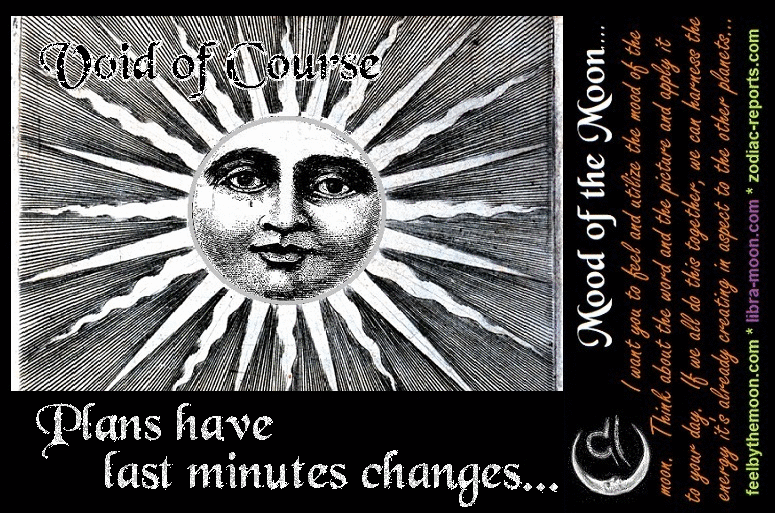 Void of Course
Plans have
last minutes changes...
Mood of the Moon....
I want you to feel and utilize the mood of the
moon. Think about the word and the picture and apply it
to your day. If we all do this together, we can harness the
energy it's already creating in aspect to the other planets...
feelbythemoon.com * libra-moon.com * zodiac-reports.com